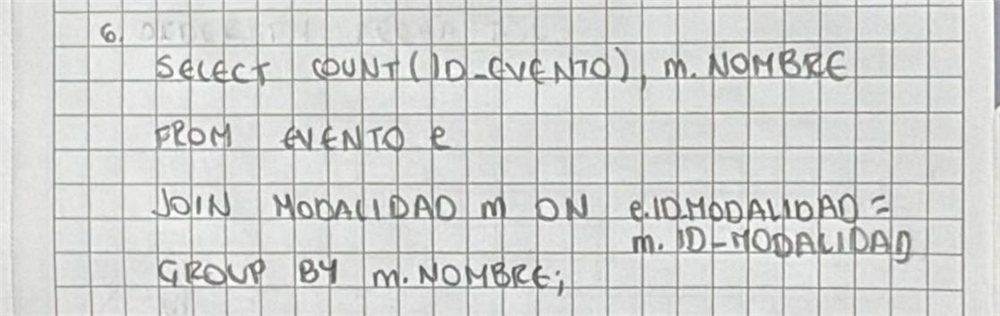 6.
SELECT COUNT(ID_EVENTO), m.NOMBRE
FROM EVENTO e
JOIN MODALIDAD m ON e.ID_MODALIDAD =
m.ID_MODALIDAD
GROUP BY m.NOMBRE;